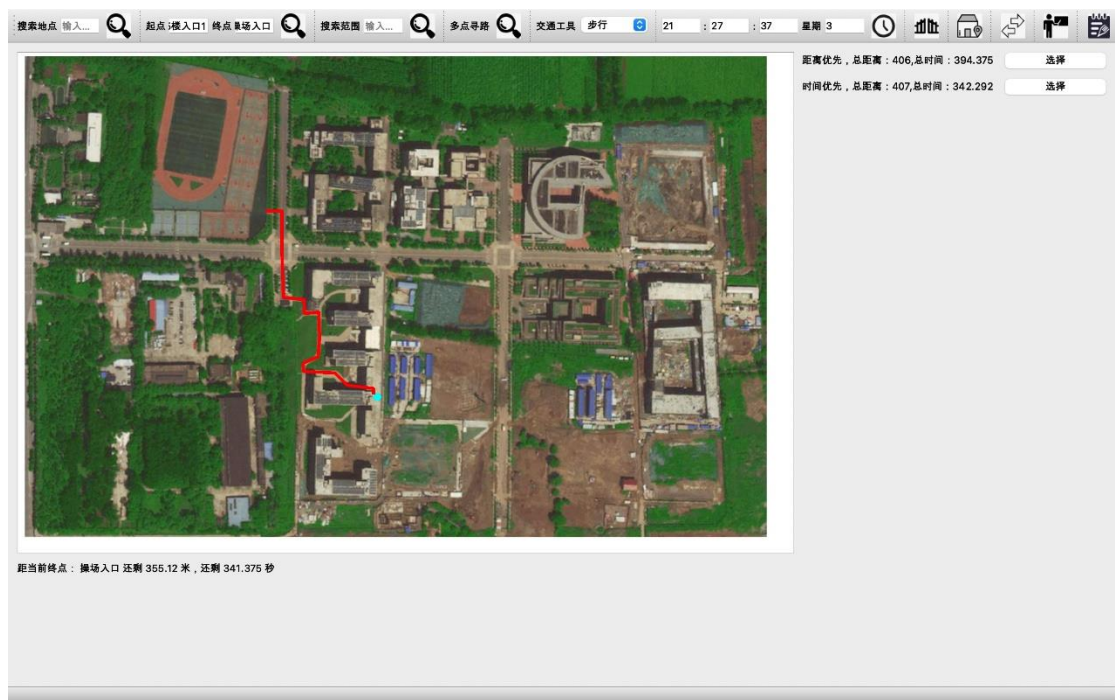 搜索地点 输入... 起点 楼入口1 终点 场入口 搜索范围 输入... 多点寻路 交通工具 步行 21 : 27 : 37 星期 3
距离优先，总距离：406,总时间：394.375 选择
时间优先，总距离：407,总时间：342.292 选择
距当前终点： 操场入口 还剩 355.12 米，还剩 341.375 秒